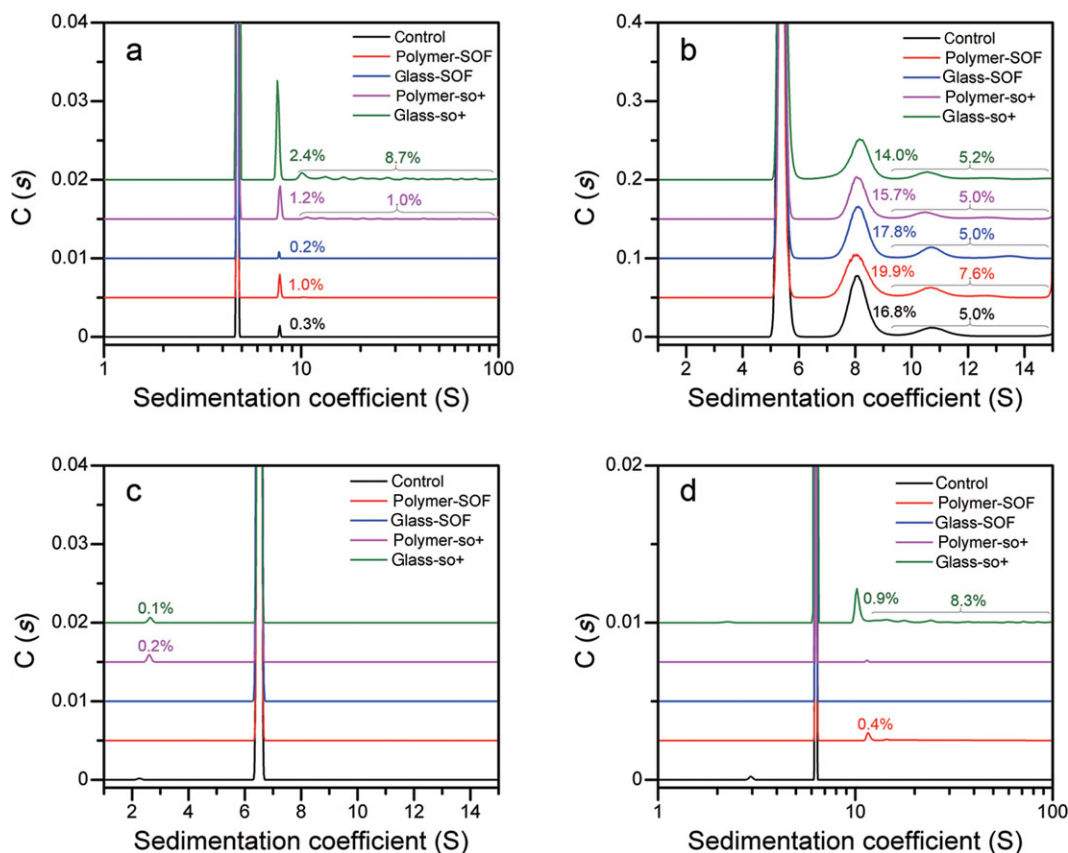 a
Control
Polymer-SOF
Glass-SOF
Polymer-so+
Glass-so+
0.04
0.03
0.02
0.01
0
C (s)
2.4%
8.7%
1.2%
1.0%
0.2%
1.0%
0.3%
1
10
100
Sedimentation coefficient (S)
b
Control
Polymer-SOF
Glass-SOF
Polymer-so+
Glass-so+
0.4
0.3
0.2
0.1
0
C (s)
14.0%
5.2%
15.7%
5.0%
17.8%
5.0%
19.9%
7.6%
16.8%
5.0%
2 4 6 8 10 12 14
Sedimentation coefficient (S)
c
Control
Polymer-SOF
Glass-SOF
Polymer-so+
Glass-so+
0.04
0.03
0.02
0.01
0
C (s)
0.1%
0.2%
2 4 6 8 10 12 14
Sedimentation coefficient (S)
d
Control
Polymer-SOF
Glass-SOF
Polymer-so+
Glass-so+
0.02
0.01
0
C (s)
0.9%
8.3%
0.4%
1
10
100
Sedimentation coefficient (S)